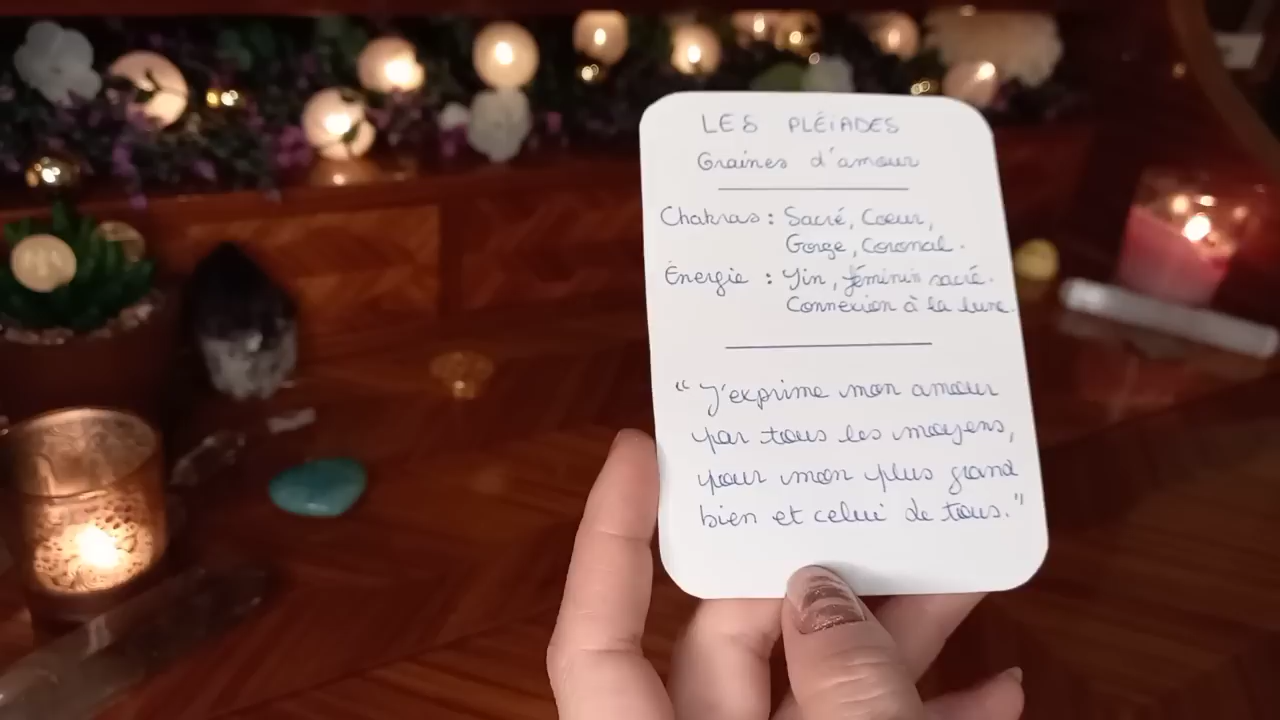 LES PLÉIADES
Graines d'amour
Chakras : Sacré, Coeur,
Gorge, Coronal.
Énergie : Yin, féminin sacré.
Connexion à la lune.
"J'exprime mon amour
par tous les moyens,
pour mon plus grand
bien et celui de tous."